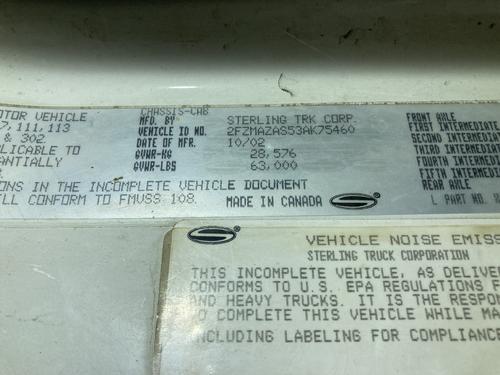 OTOR VEHICLE
7, 111, 113
& 302
LICABLE TO
TANTIALLY
CHASSIS-CAB
MFD. BY STERLING TRK CORP.
VEHICLE ID NO. 2FZMAZAS53AK75460
DATE OF MFR. 10/02
GVWR-KG 28,576
GVWR-LBS 63,000
FRONT AXLE
FIRST INTERMEDIATE
SECOND INTERMEDIATE
THIRD INTERMEDIATE
FOURTH INTERMEDIATE
FIFTH INTERMEDIATE
REAR AXLE
ONS IN THE INCOMPLETE VEHICLE DOCUMENT
LL CONFORM TO FMVSS 108.
MADE IN CANADA
L PART NO.
VEHICLE NOISE EMISS
STERLING TRUCK CORPORATION
THIS INCOMPLETE VEHICLE, AS DELIVER
CONFORMS TO U.S. EPA REGULATIONS F
AND HEAVY TRUCKS. IT IS THE RESPON
TO COMPLETE THIS VEHICLE WHILE MA
INCLUDING LABELING FOR COMPLIANCE